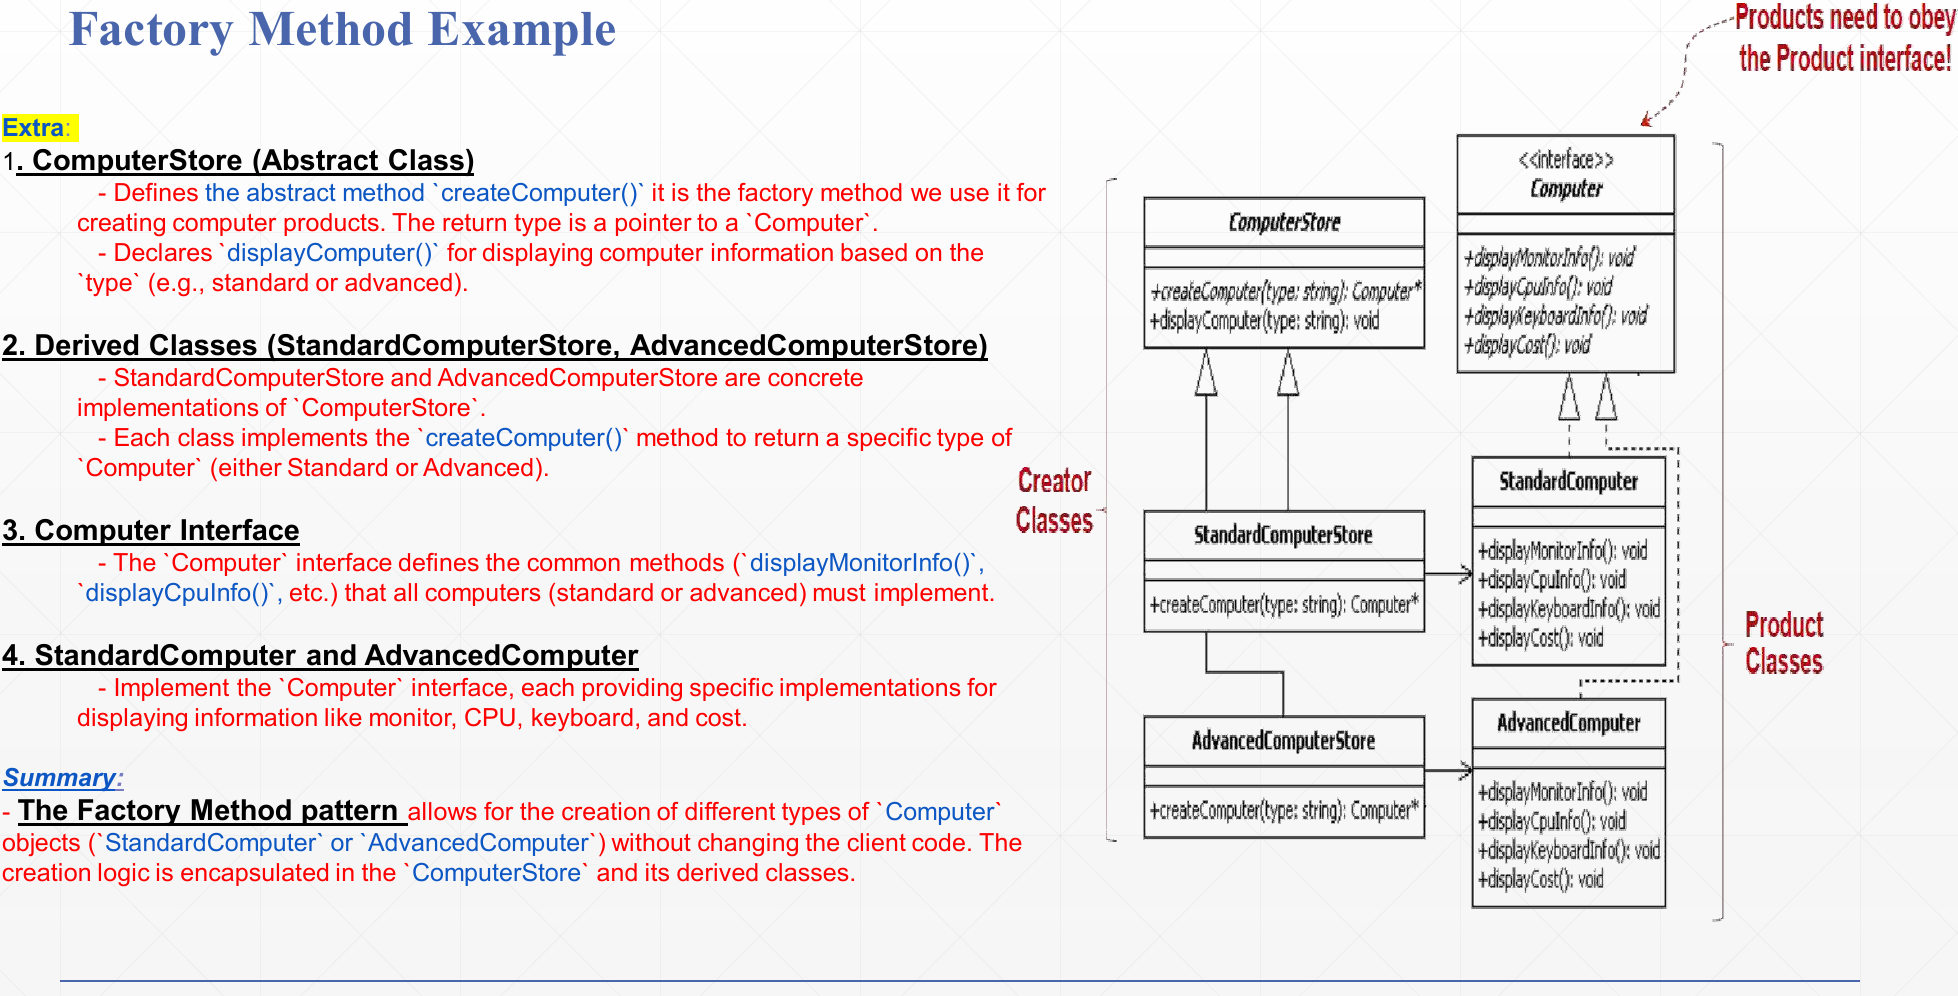 Factory Method Example
Extra:
1. ComputerStore (Abstract Class)
- Defines the abstract method `createComputer()` it is the factory method we use it for
creating computer products. The return type is a pointer to a `Computer`.
- Declares `displayComputer()` for displaying computer information based on the
`type` (e.g., standard or advanced).
2. Derived Classes (StandardComputerStore, AdvancedComputerStore)
- StandardComputerStore and AdvancedComputerStore are concrete
implementations of `ComputerStore`.
- Each class implements the `createComputer()` method to return a specific type of
`Computer` (either Standard or Advanced).
3. Computer Interface
- The `Computer` interface defines the common methods (`displayMonitorInfo()`,
`displayCpuInfo()`, etc.) that all computers (standard or advanced) must implement.
4. StandardComputer and AdvancedComputer
- Implement the `Computer` interface, each providing specific implementations for
displaying information like monitor, CPU, keyboard, and cost.
Summary:
- The Factory Method pattern allows for the creation of different types of `Computer`
objects (`StandardComputer` or `AdvancedComputer`) without changing the client code. The
creation logic is encapsulated in the `ComputerStore` and its derived classes.
Products need to obey
the Product interface!
Creator
Classes
ComputerStore
+createComputer(type: string): Computer*
+displayComputer(type: string): void
StandardComputerStore
+createComputer(type: string): Computer*
AdvancedComputerStore
+createComputer(type: string): Computer*
<<interface>>
Computer
+displayMonitorInfo(): void
+displayCpuInfo(): void
+displayKeyboardInfo(): void
+displayCost(): void
StandardComputer
+displayMonitorInfo(): void
+displayCpuInfo(): void
+displayKeyboardInfo(): void
+displayCost(): void
AdvancedComputer
+displayMonitorInfo(): void
+displayCpuInfo(): void
+displayKeyboardInfo(): void
+displayCost(): void
Product
Classes